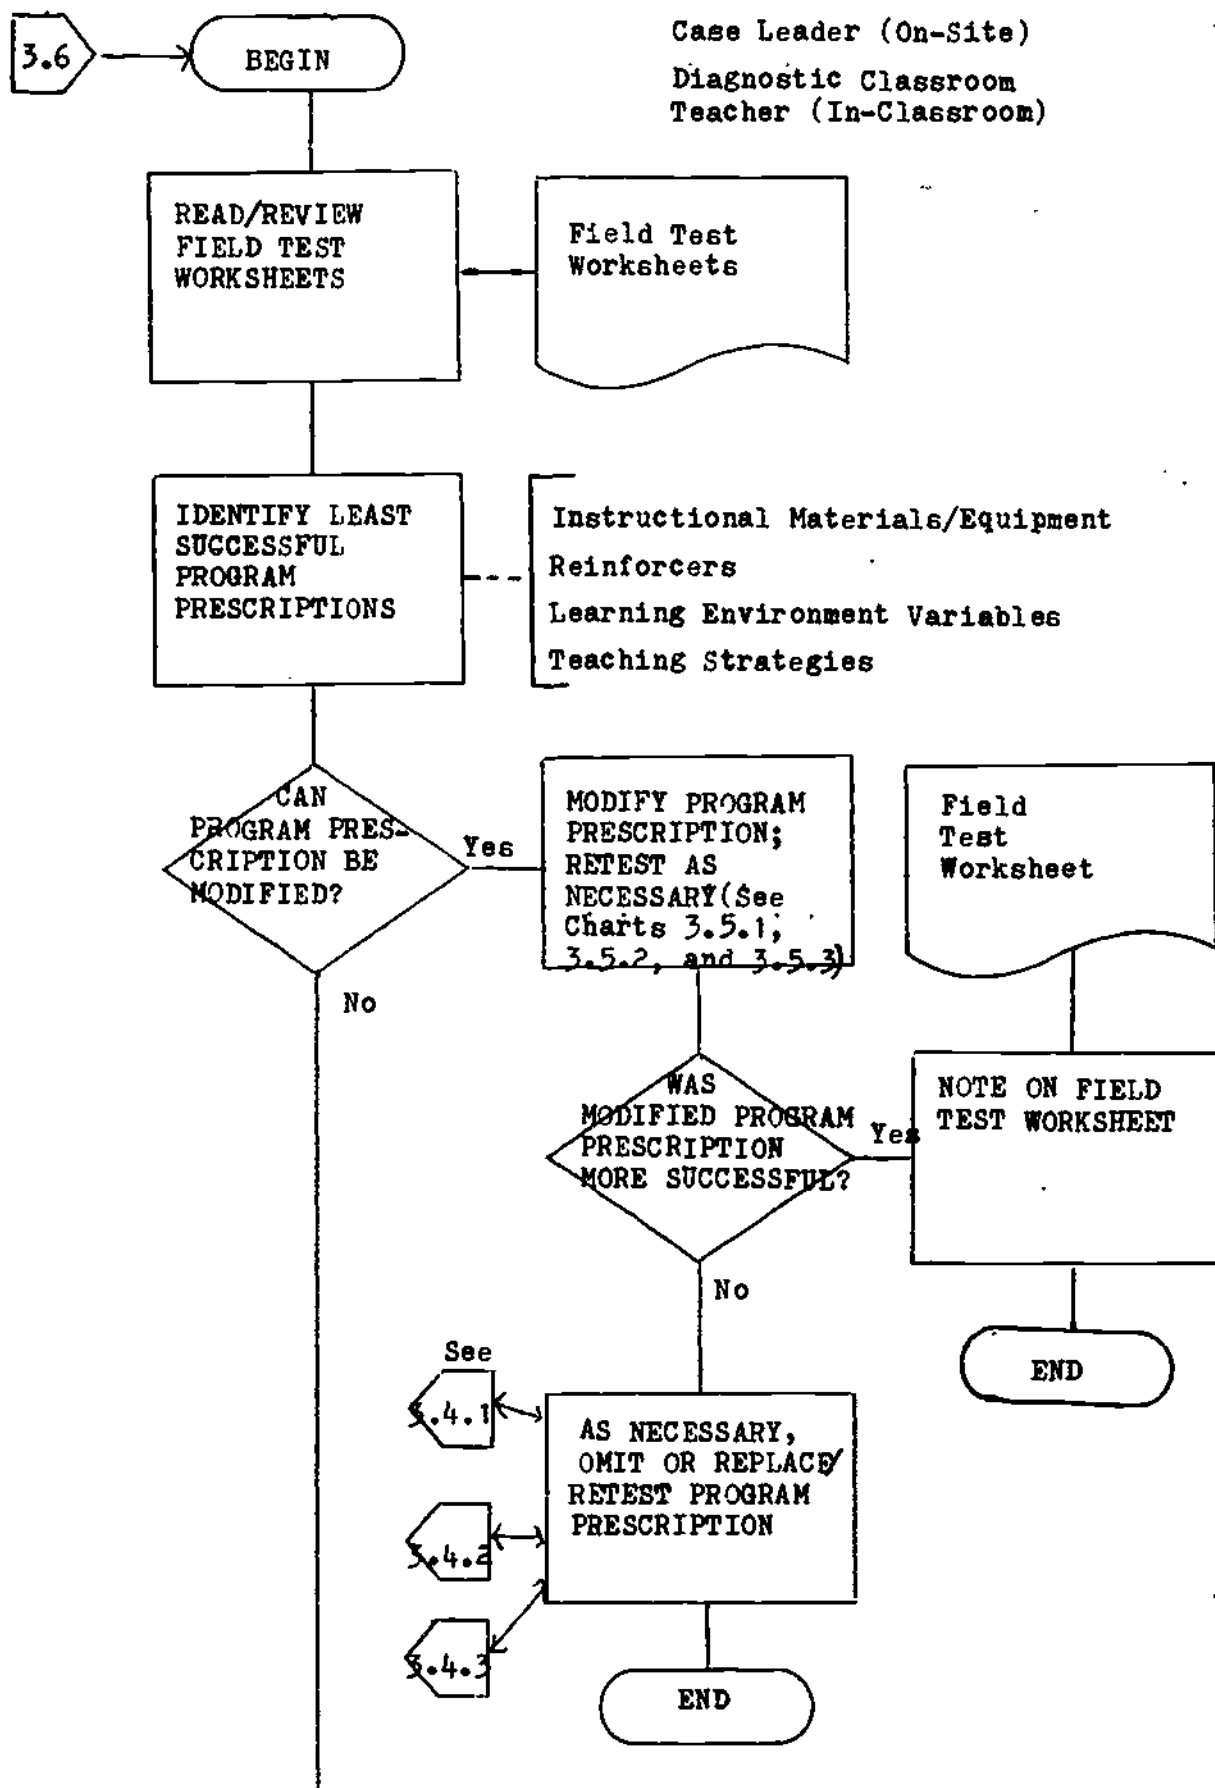 3.6
BEGIN
Case Leader (On-Site)
Diagnostic Classroom
Teacher (In-Classroom)
READ/REVIEW
FIELD TEST
WORKSHEETS
Field Test
Worksheets
IDENTIFY LEAST
SUCCESSFUL
PROGRAM
PRESCRIPTIONS
Instructional Materials/Equipment
Reinforcers
Learning Environment Variables
Teaching Strategies
CAN
PROGRAM PRES-
CRIPTION BE
MODIFIED?
Yes
No
MODIFY PROGRAM
PRESCRIPTION;
RETEST AS
NECESSARY(See
Charts 3.5.1,
3.5.2, and 3.5.3)
Field
Test
Worksheet
WAS
MODIFIED PROGRAM
PRESCRIPTION
MORE SUCCESSFUL?
Yes
No
NOTE ON FIELD
TEST WORKSHEET
END
See
3.4.1
3.4.2
3.4.3
AS NECESSARY,
OMIT OR REPLACE/
RETEST PROGRAM
PRESCRIPTION
END